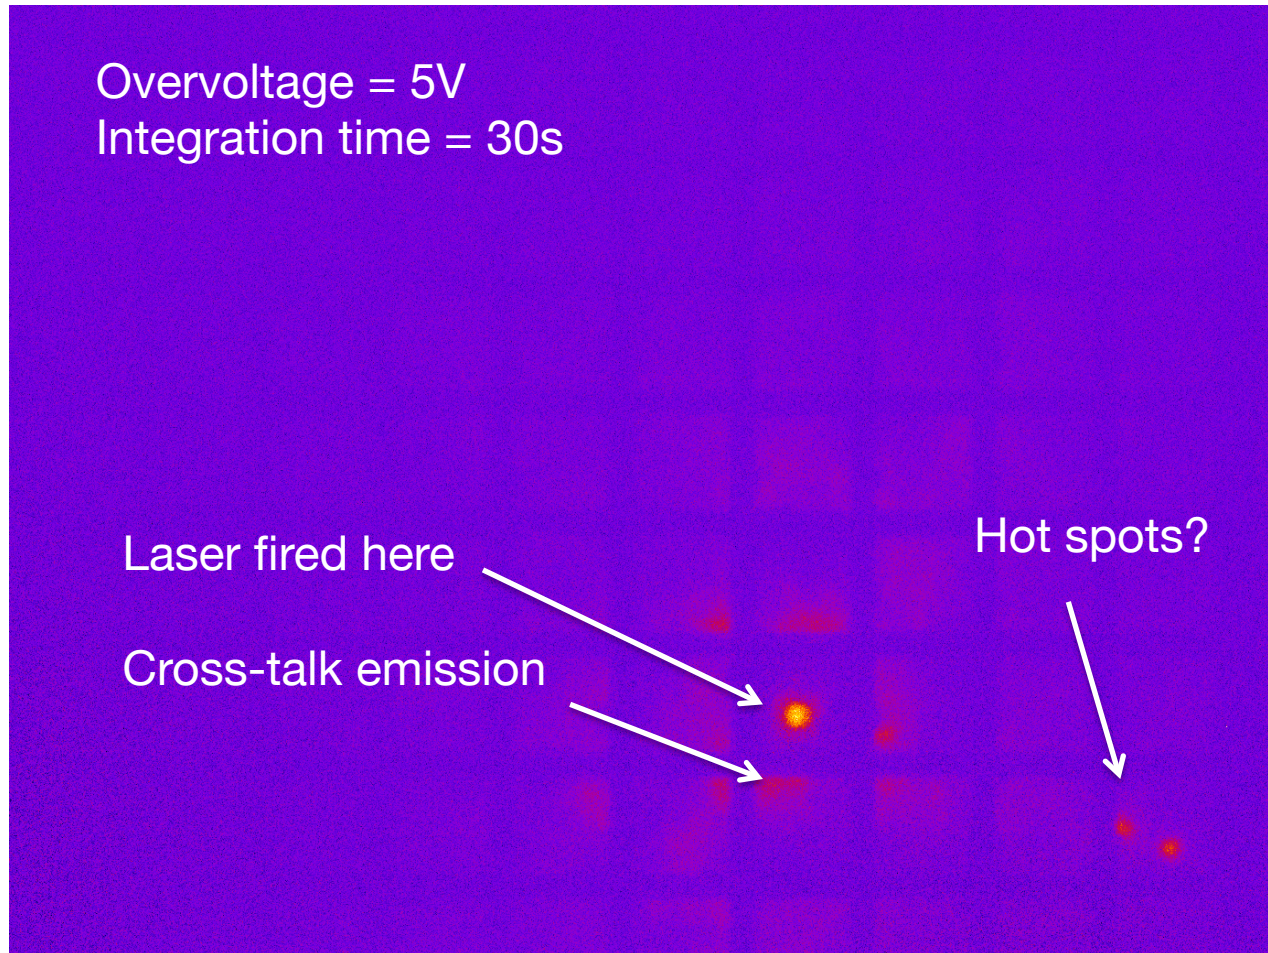 Overvoltage = 5V
Integration time = 30s
Laser fired here
Hot spots?
Cross-talk emission